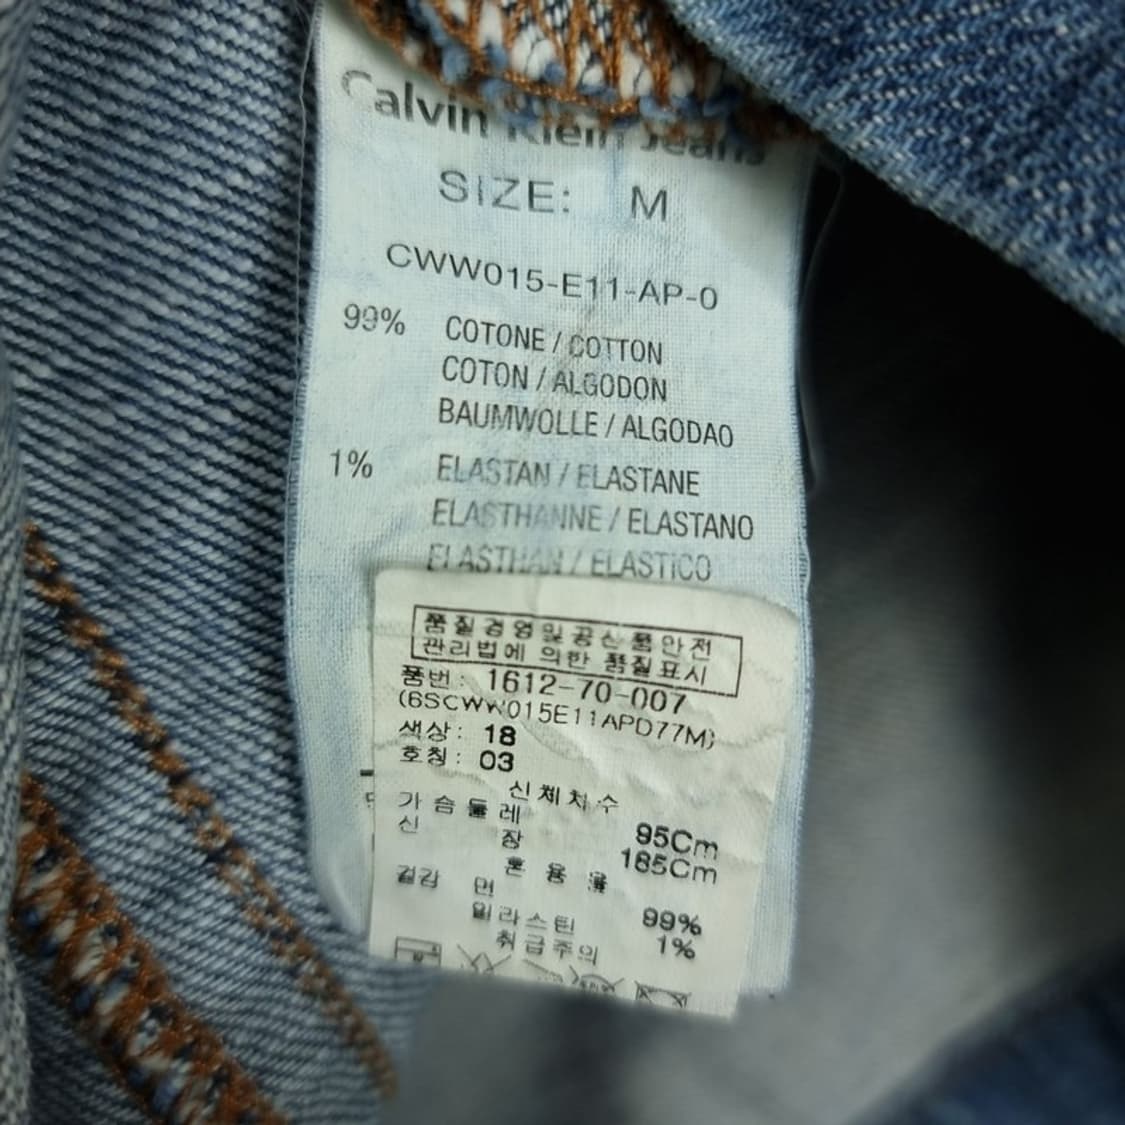 Calvin Klein Jeans
SIZE: M
CWW015-E11-AP-0
99% COTONE / COTTON
COTON / ALGODON
BAUMWOLLE / ALGODAO
1% ELASTAN / ELASTANE
ELASTHANNE / ELASTANO
ELASTHAN / ELASTICO
품질경영및공산품안전
관리법에 의한 품질표시
품번: 1612-70-007
(6SCWW015E11APD77M)
색상: 18
호칭: 03
신체치수
가슴둘레 95Cm
신 장 185Cm
혼 용 율
겉감 면 99%
일라스틴 1%
취급주의